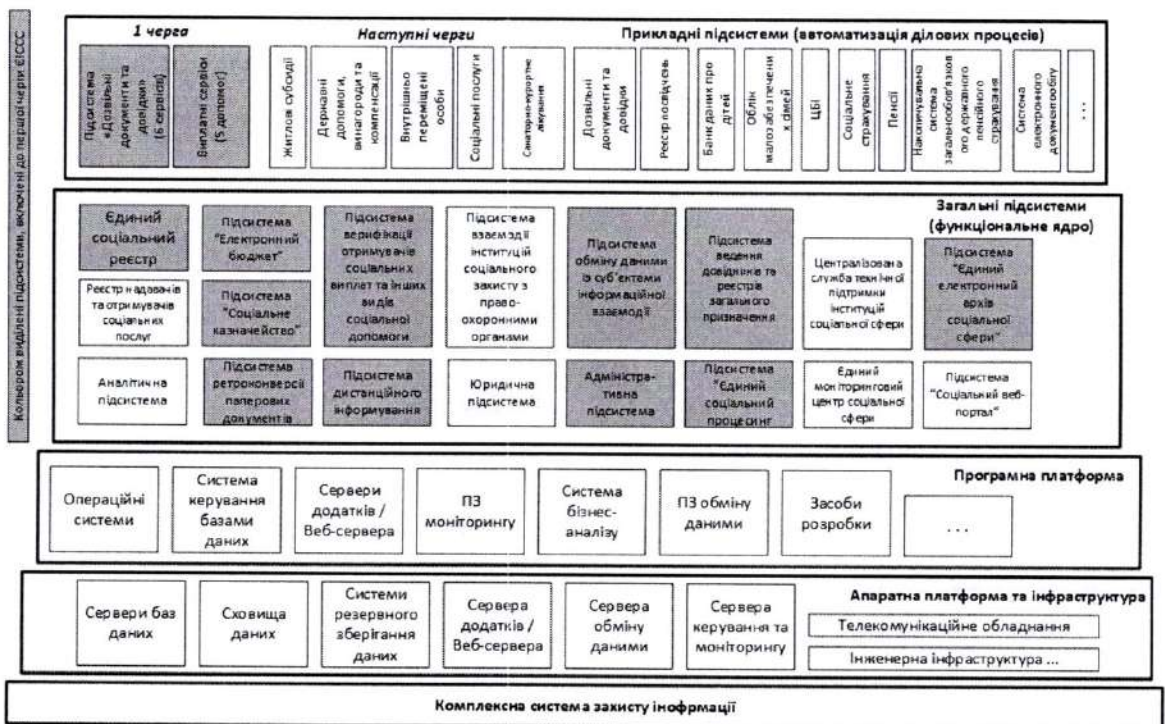 Кольором виділені підсистеми, включені до першої черги ЄІССС
1 черга
Наступні черги
Прикладні підсистеми (автоматизація ділових процесів)
Підсистема
«Дозвільні
документи та
довідки»
(6 сервісів)
Виплатні сервіси
(5 допомог)
Житлові субсидії
Державні
допомоги,
винагороди та
компенсації
Внутрішньо
переміщені
особи
Соціальні послуги
Санаторно-курортне
лікування
Дозвільні
документи та
довідки
Реєстр посвідчень
Банк даних про
дітей
Облік
малозабезпечени
х сімей
ЦБІ
Соціальне
страхування
Пенсії
Накопичувальна
система
загальнообов'язков
ого державного
пенсійного
страхування
Система
електронного
документообігу
...
Загальні підсистеми
(функціональне ядро)
Єдиний
соціальний
реєстр
Підсистема
"Електронний
бюджет"
Підсистема
верифікації
отримувачів
соціальних
виплат та інших
видів
соціальної
допомоги
Підсистема
взаємодії
інституцій
соціального
захисту з
право-
охоронними
органами
Підсистема
обміну даними
із суб'єктами
інформаційної
взаємодії
Підсистема
ведення
довідників та
реєстрів
загального
призначення
Централізована
служба технічної
підтримки
інституцій
соціальної сфери
Підсистема
"Єдиний
електронний
архів
соціальної
сфери"
Реєстр надавачів
та отримувачів
соціальних
послуг
Підсистема
"Соціальне
казначейство"
Аналітична
підсистема
Підсистема
ретроконверсії
паперових
документів
Підсистема
дистанційного
інформування
Юридична
підсистема
Адміністра-
тивна
підсистема
Підсистема
"Єдиний
соціальний
процесинг
Єдиний
моніторинговий
центр соціальної
сфери
Підсистема
"Соціальний веб-
портал"
Програмна платформа
Операційні
системи
Система
керування
базами
даних
Сервери
додатків /
Веб-сервера
ПЗ
моніторингу
Система
бізнес-
аналізу
ПЗ обміну
даними
Засоби
розробки
...
Апаратна платформа та інфраструктура
Сервери баз
даних
Сховища
даних
Системи
резервного
зберігання
даних
Сервера
додатків /
Веб-сервера
Сервера
обміну
даними
Сервера
керування та
моніторингу
Телекомунікаційне обладнання
Інженерна інфраструктура ...
Комплексна система захисту інофрмації